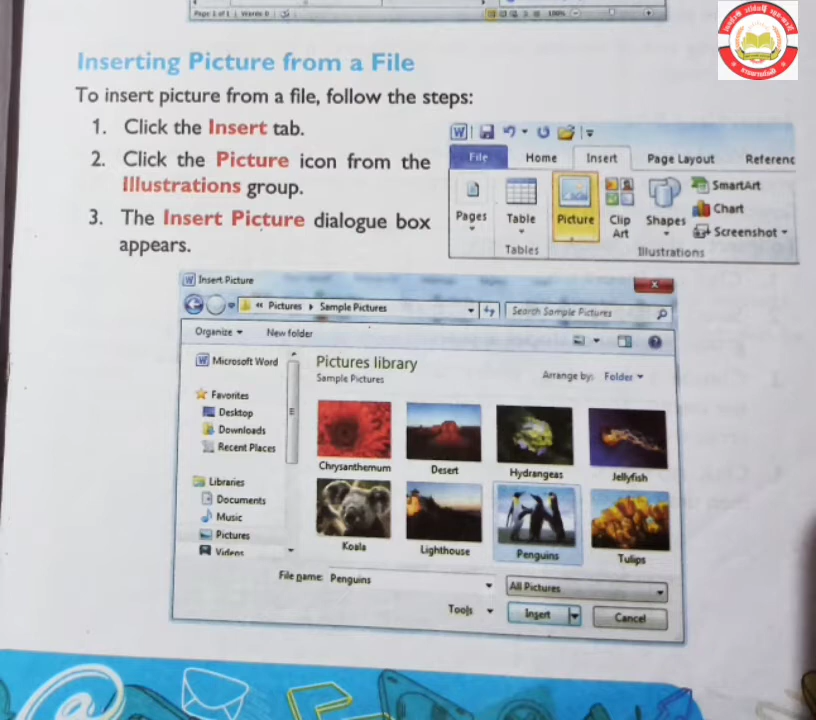 Page 1 of 1 | Words: 0
100%
Inserting Picture from a File
To insert picture from a file, follow the steps:
1. Click the Insert tab.
2. Click the Picture icon from the
Illustrations group.
3. The Insert Picture dialogue box
appears.
File Home Insert Page Layout Referenc
Pages Table Picture Clip Art Shapes
SmartArt
Chart
Screenshot
Tables Illustrations
Insert Picture
Pictures Sample Pictures
Search Sample Pictures
Organize New folder
Microsoft Word
Favorites
Desktop
Downloads
Recent Places
Libraries
Documents
Music
Pictures
Videos
Pictures library
Sample Pictures
Arrange by: Folder
Chrysanthemum Desert Hydrangeas Jellyfish
Koala Lighthouse Penguins Tulips
File name: Penguins
All Pictures
Tools Insert Cancel